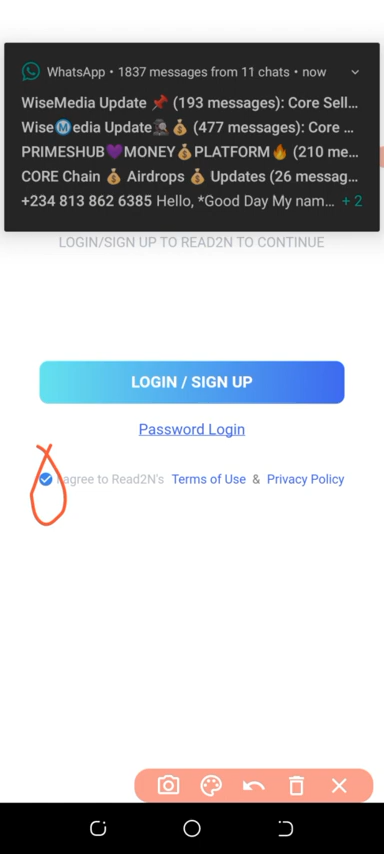 WhatsApp • 1837 messages from 11 chats • now
WiseMedia Update 📌 (193 messages): Core Sell...
WiseⓂ️edia Update🕵🏿💰 (477 messages): Core ...
PRIMESHUB💜MONEY💰PLATFORM🔥 (210 me...
CORE Chain 💰 Airdrops 💰 Updates (26 messag...
+234 813 862 6385 Hello, *Good Day My nam... + 2
LOGIN/SIGN UP TO READ2N TO CONTINUE
LOGIN / SIGN UP
Password Login
I agree to Read2N's Terms of Use & Privacy Policy